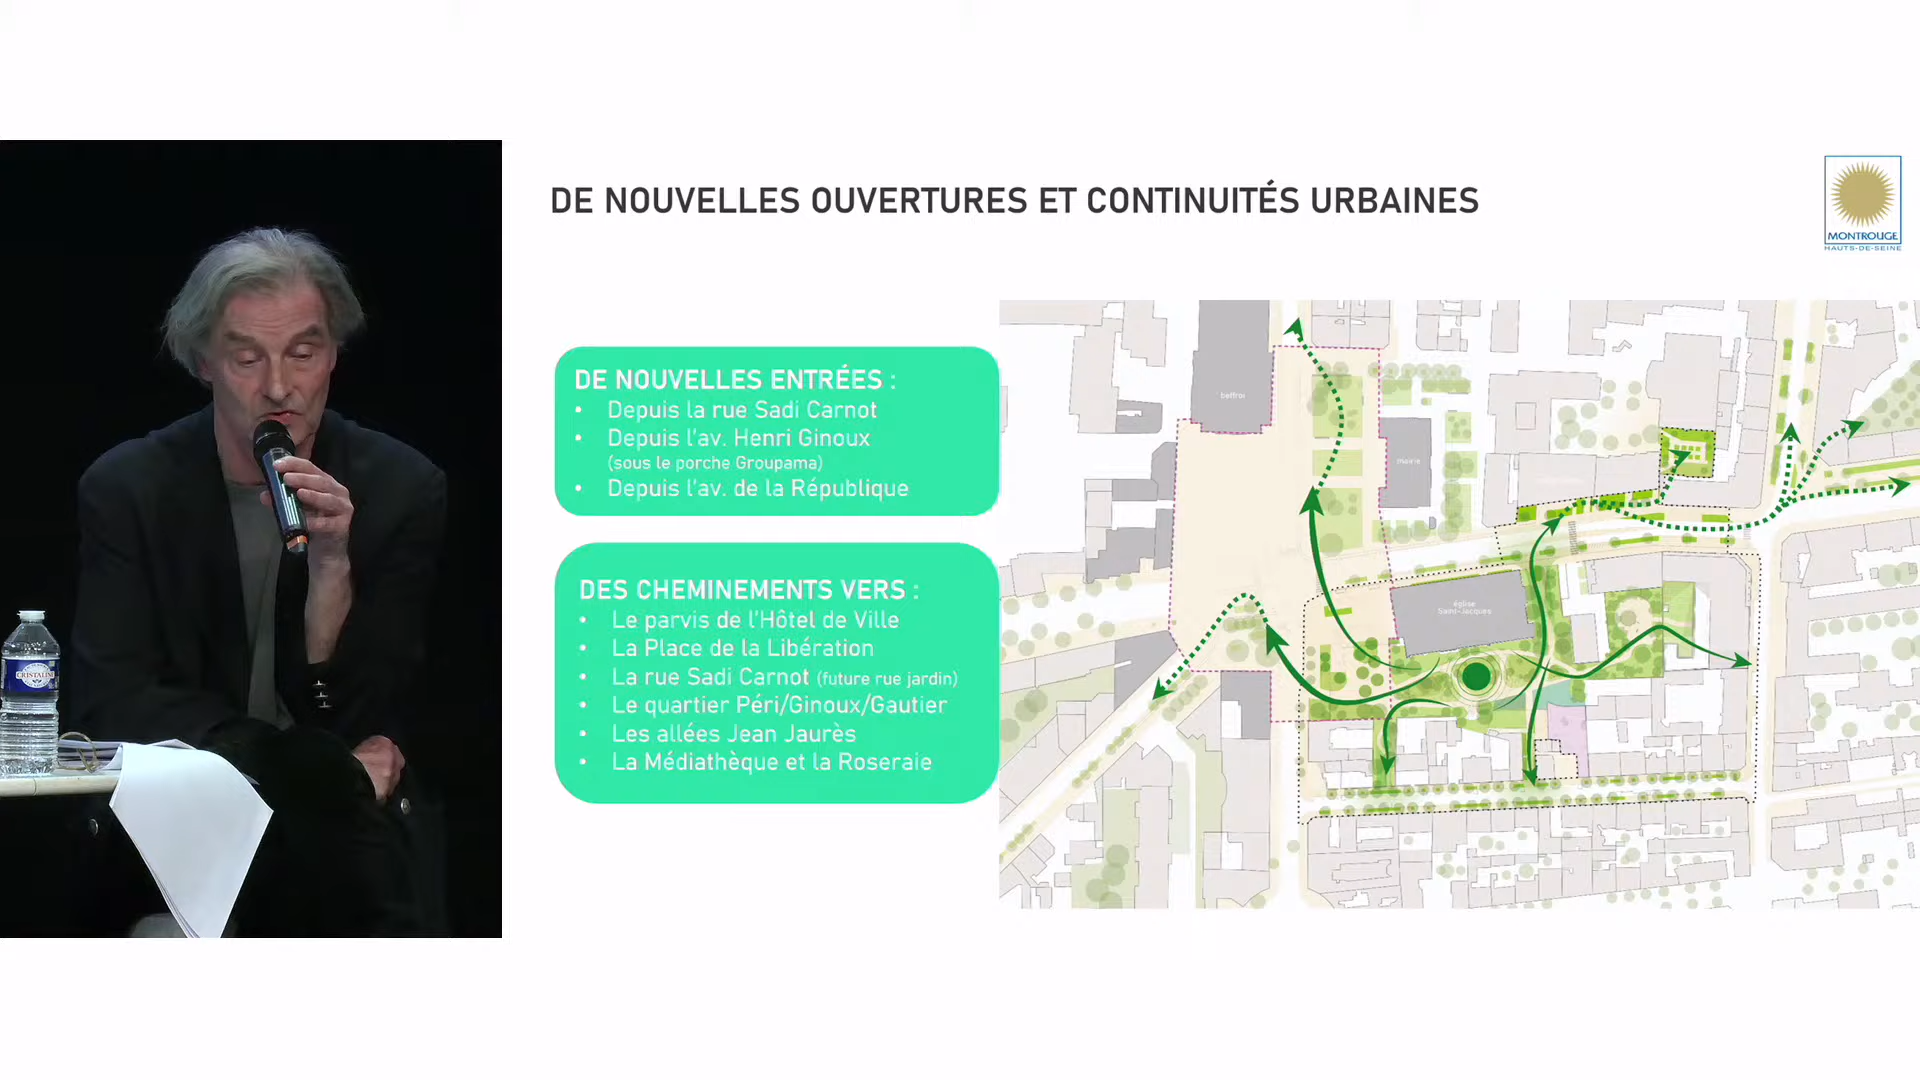 DE NOUVELLES OUVERTURES ET CONTINUITÉS URBAINES
MONTROUGE
HAUTS-DE-SEINE
DE NOUVELLES ENTRÉES :
• Depuis la rue Sadi Carnot
• Depuis l'av. Henri Ginoux
(sous le porche Groupama)
• Depuis l'av. de la République
DES CHEMINEMENTS VERS :
• Le parvis de l'Hôtel de Ville
• La Place de la Libération
• La rue Sadi Carnot (future rue jardin)
• Le quartier Péri/Ginoux/Gautier
• Les allées Jean Jaurès
• La Médiathèque et la Roseraie
beffroi
mairie
église
Saint-Jacques
CRISTALINE